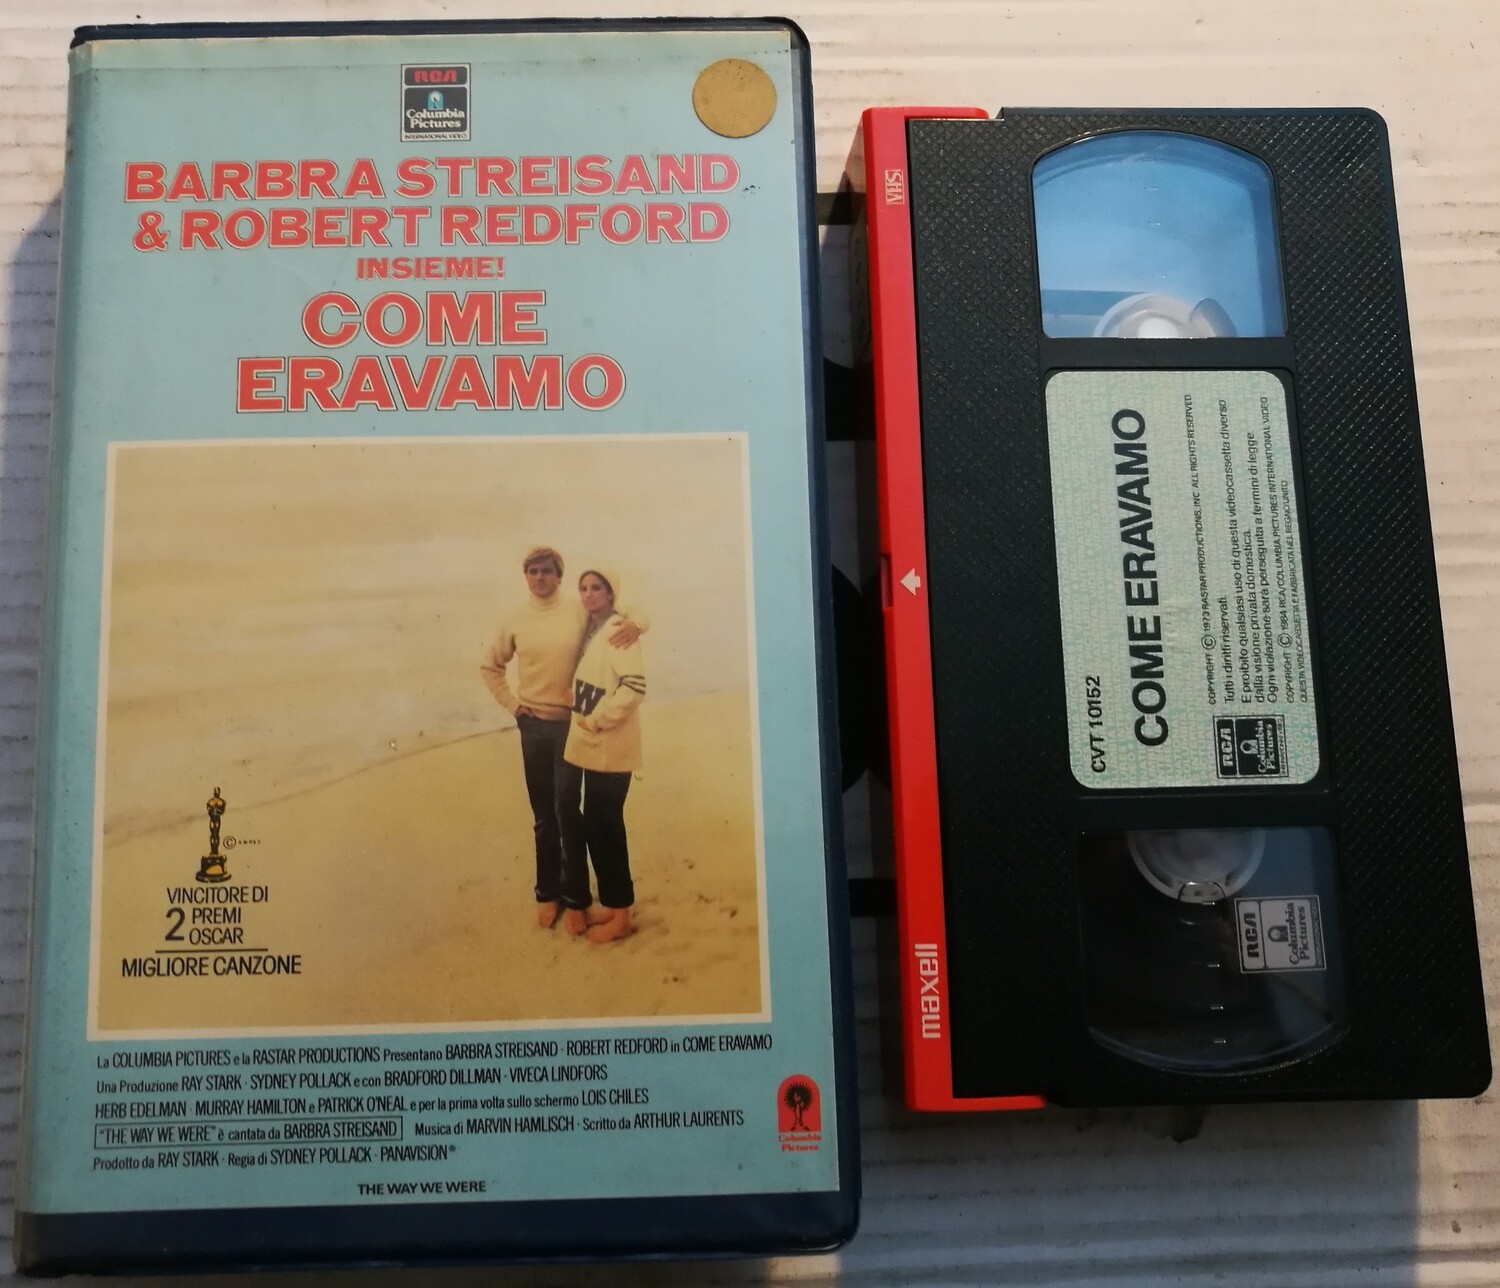 RCA
Columbia
Pictures
INTERNATIONAL VIDEO
BARBRA STREISAND
& ROBERT REDFORD
INSIEME!
COME
ERAVAMO
W
©
VINCITORE DI
2 PREMI
OSCAR
MIGLIORE CANZONE
La COLUMBIA PICTURES e la RASTAR PRODUCTIONS Presentano BARBRA STREISAND · ROBERT REDFORD in COME ERAVAMO
Una Produzione RAY STARK · SYDNEY POLLACK e con BRADFORD DILLMAN · VIVECA LINDFORS
HERB EDELMAN · MURRAY HAMILTON e PATRICK O'NEAL e per la prima volta sullo schermo LOIS CHILES
"THE WAY WE WERE" è cantata da BARBRA STREISAND Musica di MARVIN HAMLISCH · Scritto da ARTHUR LAURENTS
Prodotto da RAY STARK · Regia di SYDNEY POLLACK · PANAVISION®
Columbia
Pictures
THE WAY WE WERE
VHS
maxell
CVT 10152
COME ERAVAMO
COPYRIGHT © 1973 RASTAR PRODUCTIONS, INC. ALL RIGHTS RESERVED
Tutti i diritti riservati.
E proibito qualsiasi uso di questa videocassetta diverso
dalla visione privata domestica.
Ogni violazione sarà perseguita a termini di legge
COPYRIGHT © 1984 RCA/COLUMBIA PICTURES INTERNATIONAL VIDEO
QUESTA VIDEOCASSETTA E FABBRICATA NEL REGNO UNITO
RCA
Columbia
Pictures
RCA
Columbia
Pictures